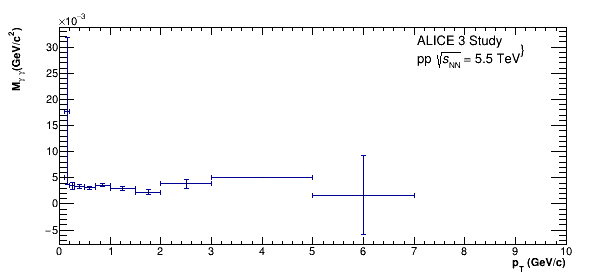 ×10⁻³
M_γγ (GeV/c²)
30
25
20
15
10
5
0
−5
ALICE 3 Study
pp √s_NN = 5.5 TeV}
0 1 2 3 4 5 6 7 8 9 10
p_T (GeV/c)